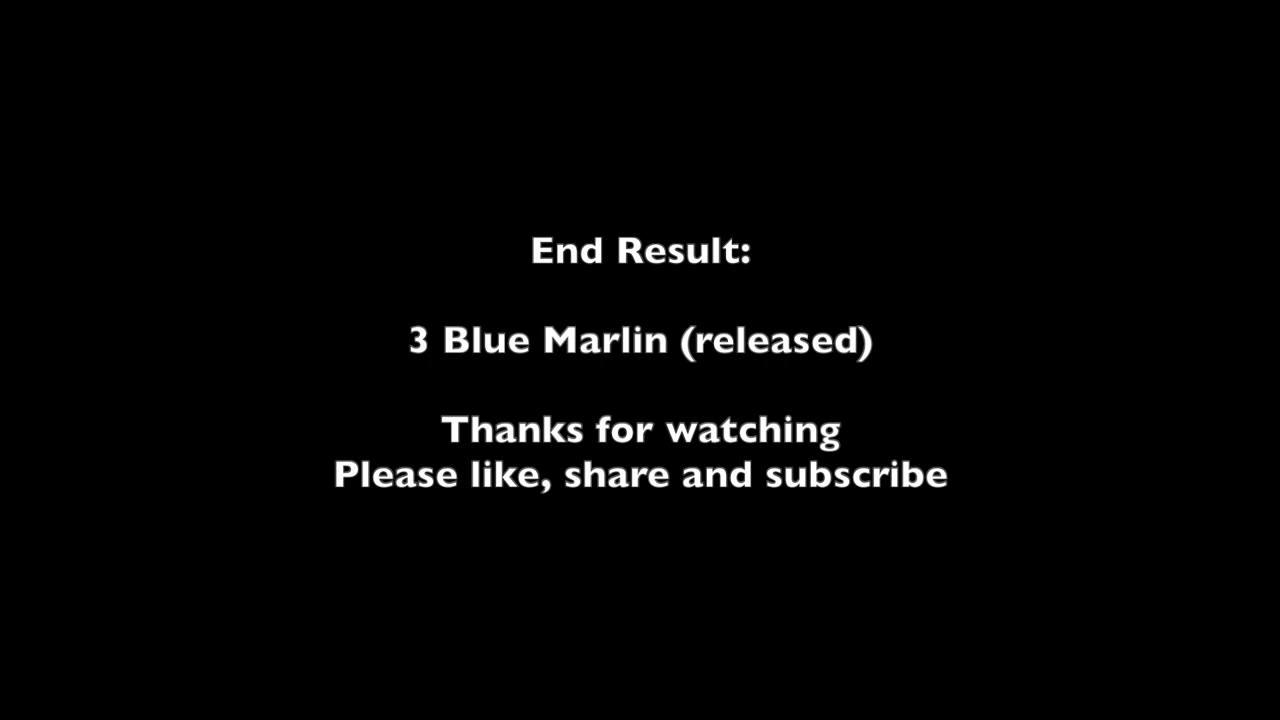 End Result:
3 Blue Marlin (released)
Thanks for watching
Please like, share and subscribe